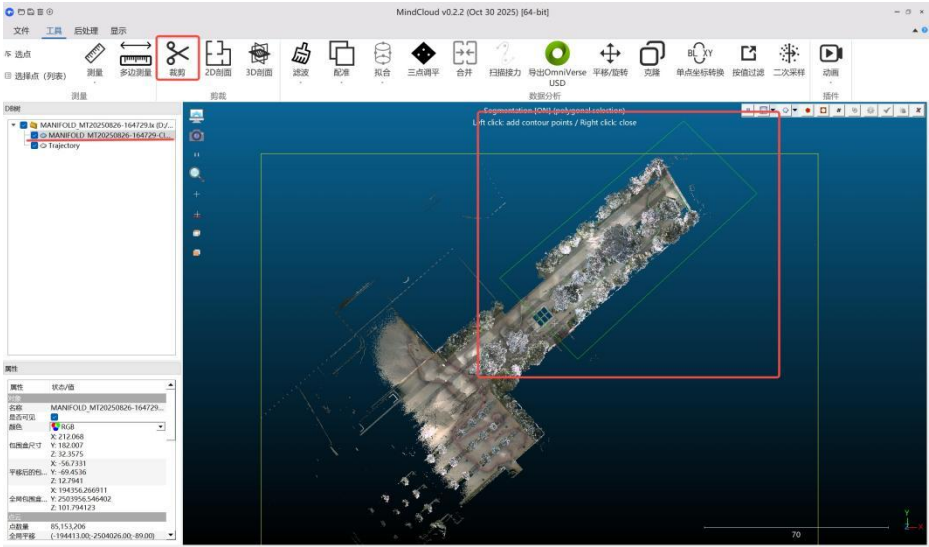 MindCloud v0.2.2 (Oct 30 2025) [64-bit]
文件 工具 后处理 显示
选点
选择点（列表）
测量 多边测量 裁剪 2D剖面 3D剖面 滤波 配准 拟合 三点调平 合并 扫描接力 导出OmniVerse USD 平移/旋转 克隆 单点坐标转换 按值过滤 二次采样 动画
测量 剪裁 数据分析 插件
DB树
MANIFOLD_MT20250826-164729.lx (D:/...
MANIFOLD_MT20250826-164729-Cl...
Trajectory
Segmentation [ON] (polygonal selection)
Left click: add contour points / Right click: close
属性
属性 状态/值
对象
名称 MANIFOLD_MT20250826-164729...
是否可见
颜色 RGB
包围盒尺寸
X: 212.068
Y: 182.007
Z: 32.3575
平移后的包...
X: -56.7331
Y: -69.4536
Z: 12.7941
全局包围盒...
X: 194356.266911
Y: 2503956.546402
Z: 101.794123
点云
点数量 85,153,206
全局平移 (-194413.00;-2504026.00;-89.00)
70
Y
Z
X